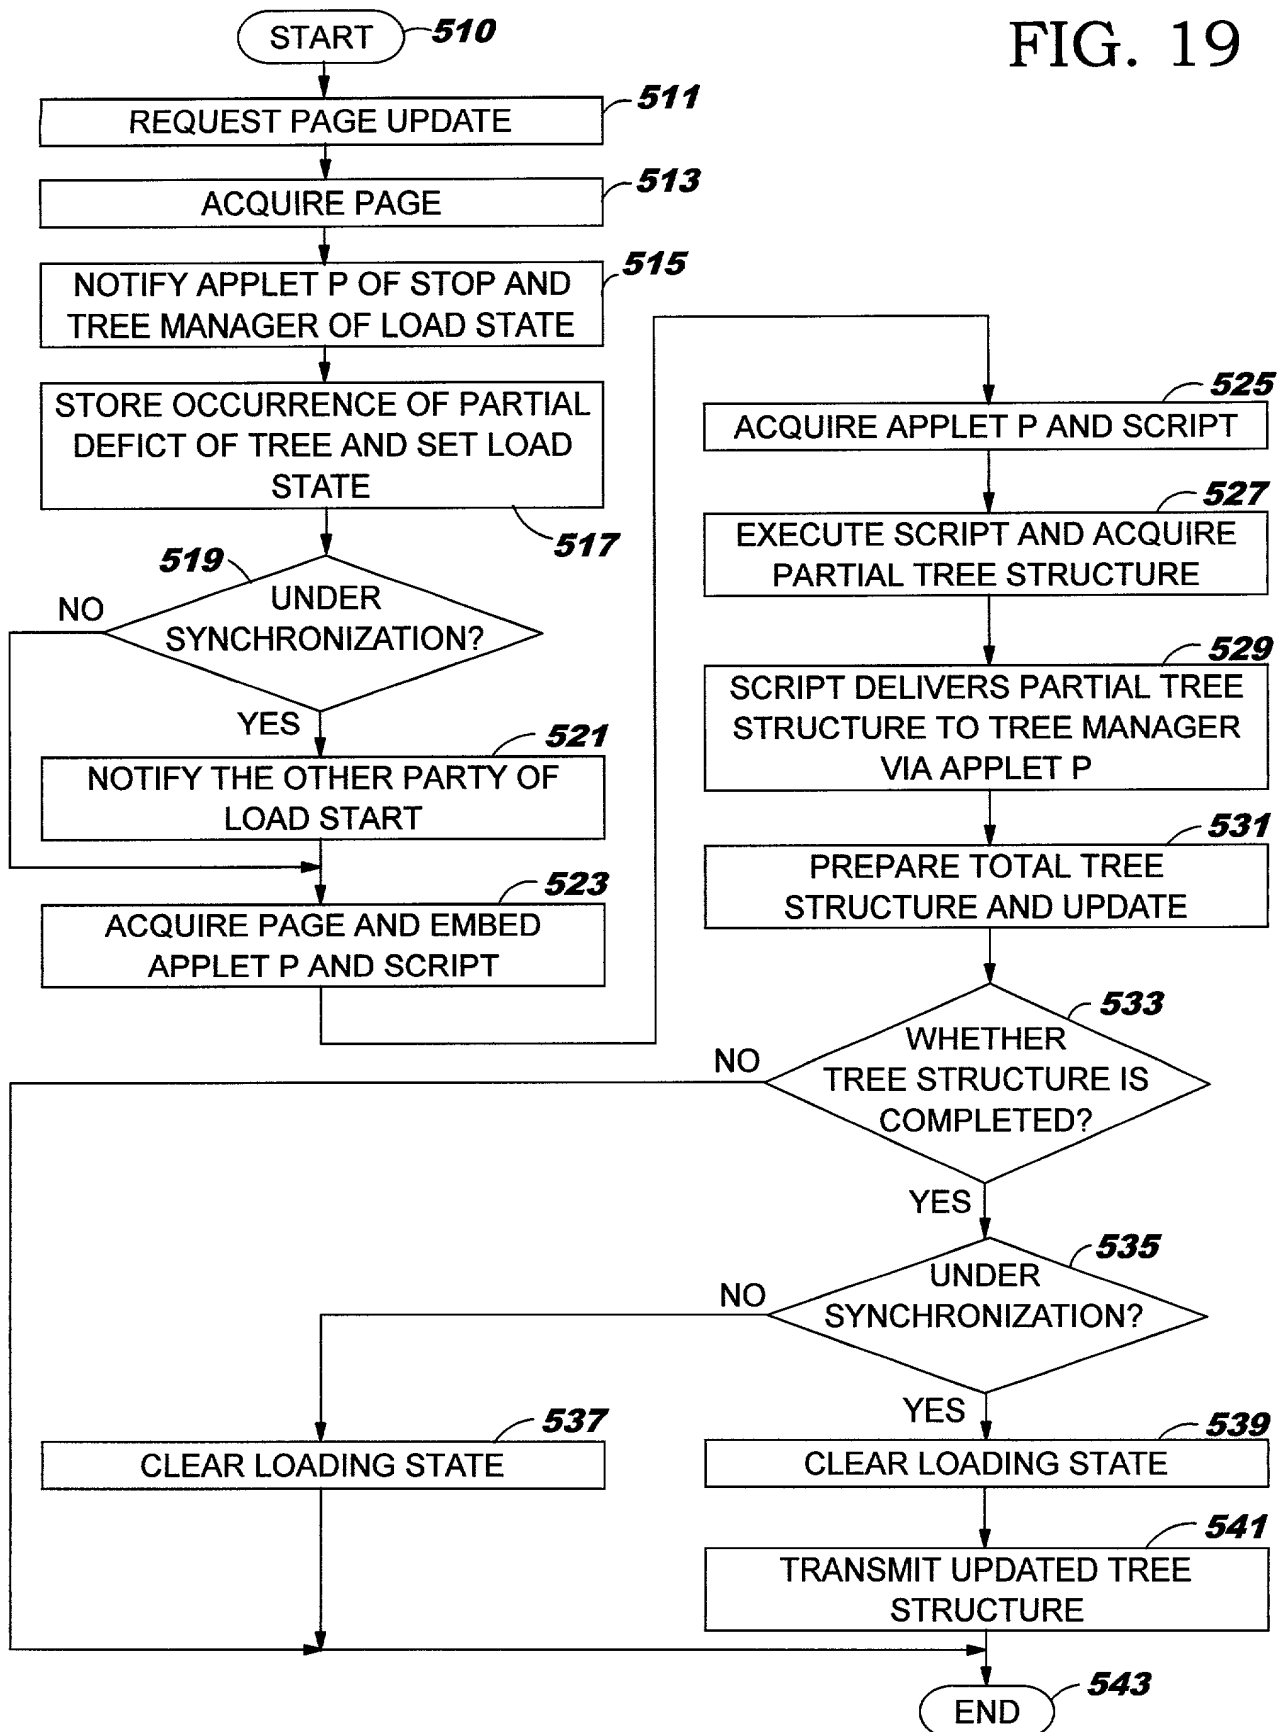 FIG. 19
START
510
511
REQUEST PAGE UPDATE
513
ACQUIRE PAGE
515
NOTIFY APPLET P OF STOP AND
TREE MANAGER OF LOAD STATE
STORE OCCURRENCE OF PARTIAL
DEFICT OF TREE AND SET LOAD
STATE
517
519
UNDER
SYNCHRONIZATION?
NO
YES
521
NOTIFY THE OTHER PARTY OF
LOAD START
523
ACQUIRE PAGE AND EMBED
APPLET P AND SCRIPT
525
ACQUIRE APPLET P AND SCRIPT
527
EXECUTE SCRIPT AND ACQUIRE
PARTIAL TREE STRUCTURE
529
SCRIPT DELIVERS PARTIAL TREE
STRUCTURE TO TREE MANAGER
VIA APPLET P
531
PREPARE TOTAL TREE
STRUCTURE AND UPDATE
533
WHETHER
TREE STRUCTURE IS
COMPLETED?
NO
YES
535
UNDER
SYNCHRONIZATION?
NO
YES
537
CLEAR LOADING STATE
539
CLEAR LOADING STATE
541
TRANSMIT UPDATED TREE
STRUCTURE
543
END